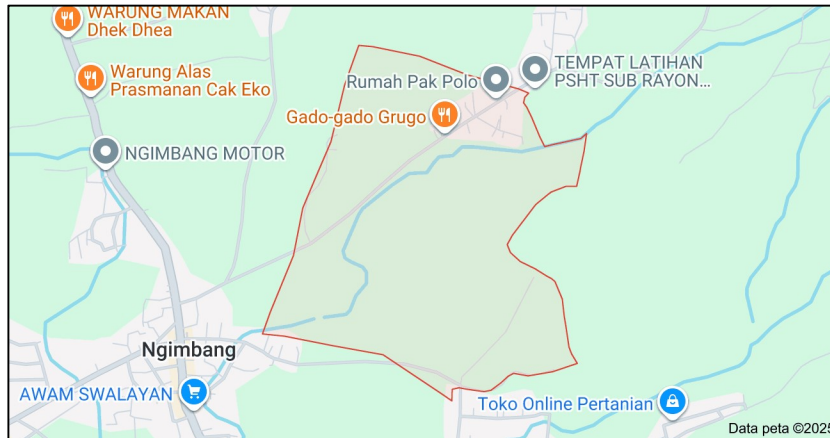 WARUNG MAKAN
Dhek Dhea
Warung Alas
Prasmanan Cak Eko
Rumah Pak Polo
TEMPAT LATIHAN
PSHT SUB RAYON...
Gado-gado Grugo
NGIMBANG MOTOR
Ngimbang
AWAM SWALAYAN
Toko Online Pertanian
Data peta ©2025